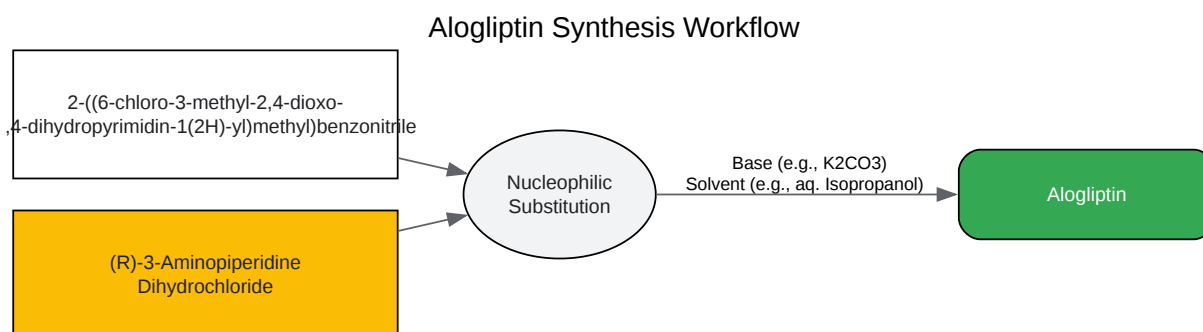 Alogliptin Synthesis Workflow
2-((6-chloro-3-methyl-2,4-dioxo-
,4-dihydropyrimidin-1(2H)-yl)methyl)benzonitrile
(R)-3-Aminopiperidine
Dihydrochloride
Nucleophilic
Substitution
Base (e.g., K2CO3)
Solvent (e.g., aq. Isopropanol)
Alogliptin